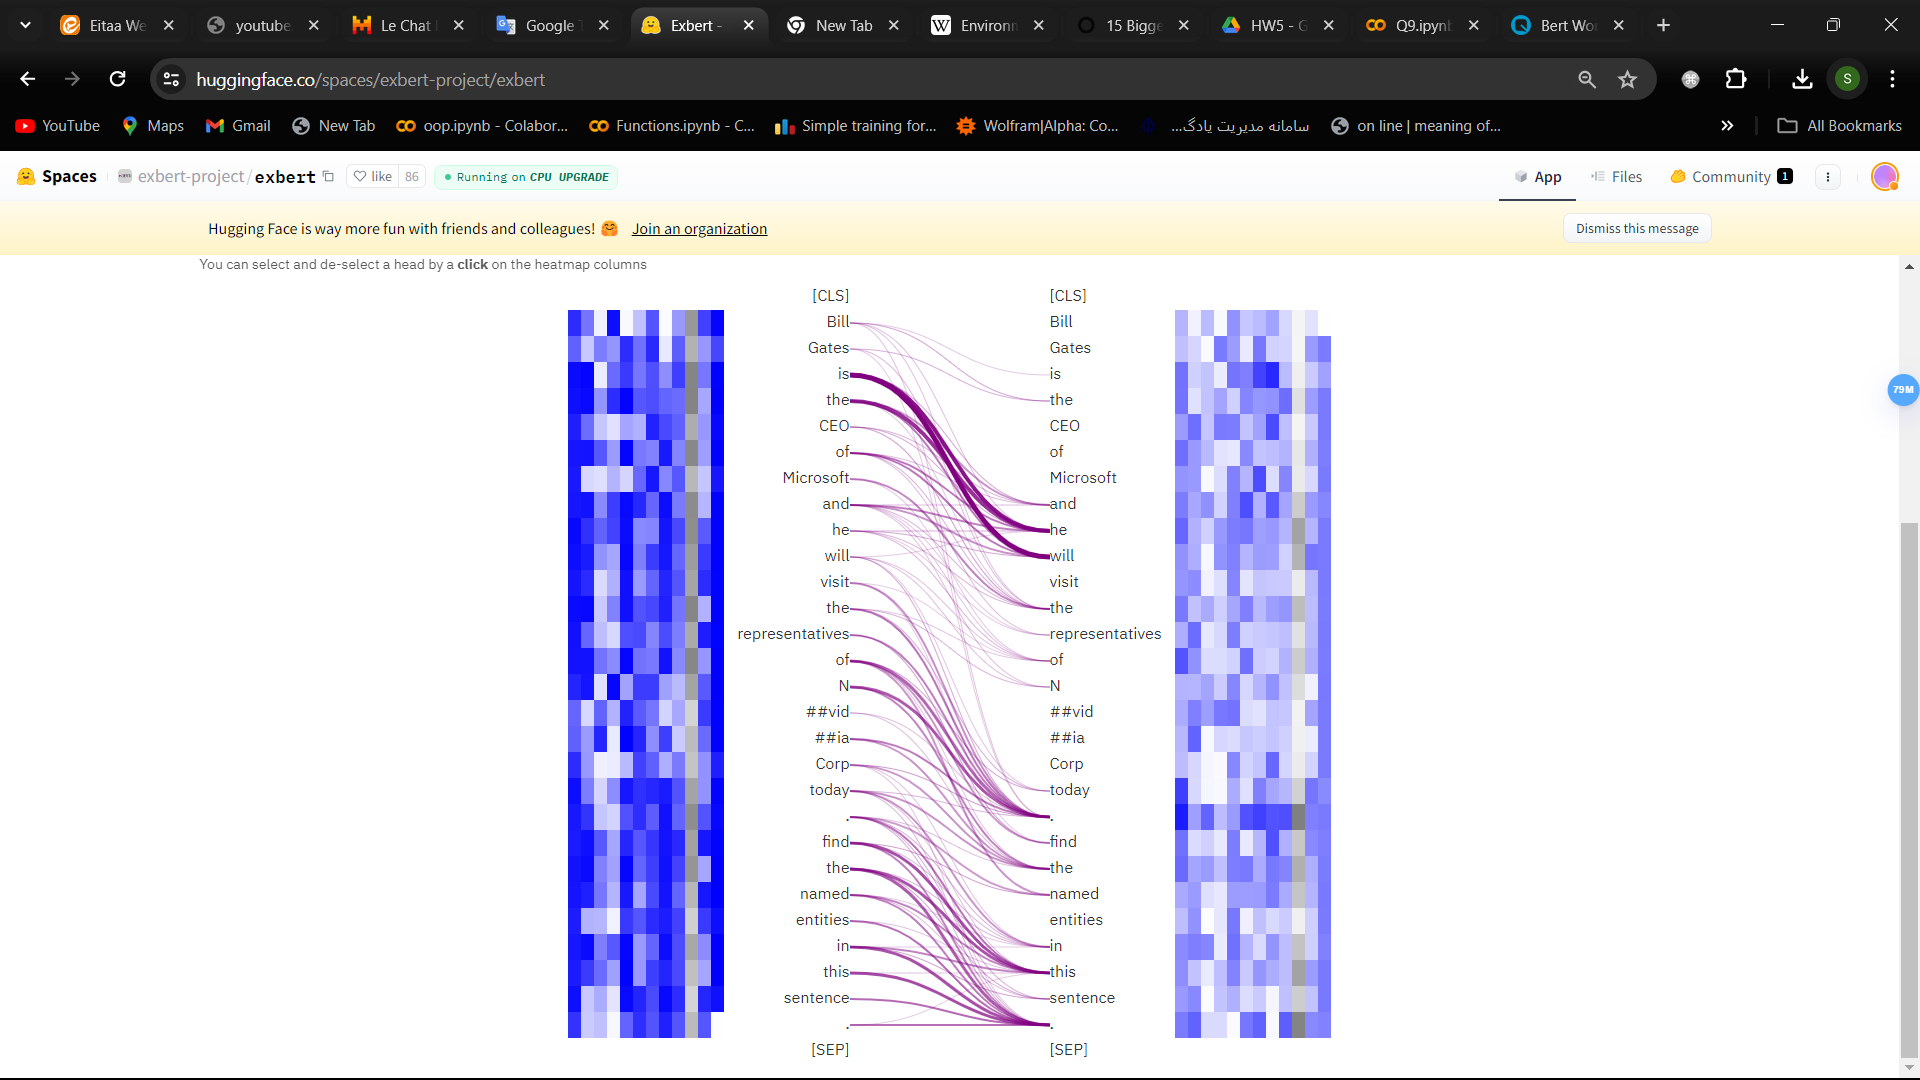 Eitaa We
youtube
Le Chat
Google T
Exbert -
New Tab
Environm
15 Bigge
HW5 - G
Q9.ipynb
Bert Wor
huggingface.co/spaces/exbert-project/exbert
S
YouTube
Maps
Gmail
New Tab
oop.ipynb - Colabor...
Functions.ipynb - C...
Simple training for...
Wolfram|Alpha: Co...
سامانه مدیریت یادگ...
on line | meaning of...
All Bookmarks
Spaces
exbert-project/exbert
like 86
Running on CPU UPGRADE
App
Files
Community 1
Hugging Face is way more fun with friends and colleagues! 🤗 Join an organization
Dismiss this message
You can select and de-select a head by a click on the heatmap columns
79M
[CLS] [CLS]
Bill Bill
Gates Gates
is is
the the
CEO CEO
of of
Microsoft Microsoft
and and
he he
will will
visit visit
the the
representatives representatives
of of
N N
##vid ##vid
##ia ##ia
Corp Corp
today today
. .
find find
the the
named named
entities entities
in in
this this
sentence sentence
. .
[SEP] [SEP]